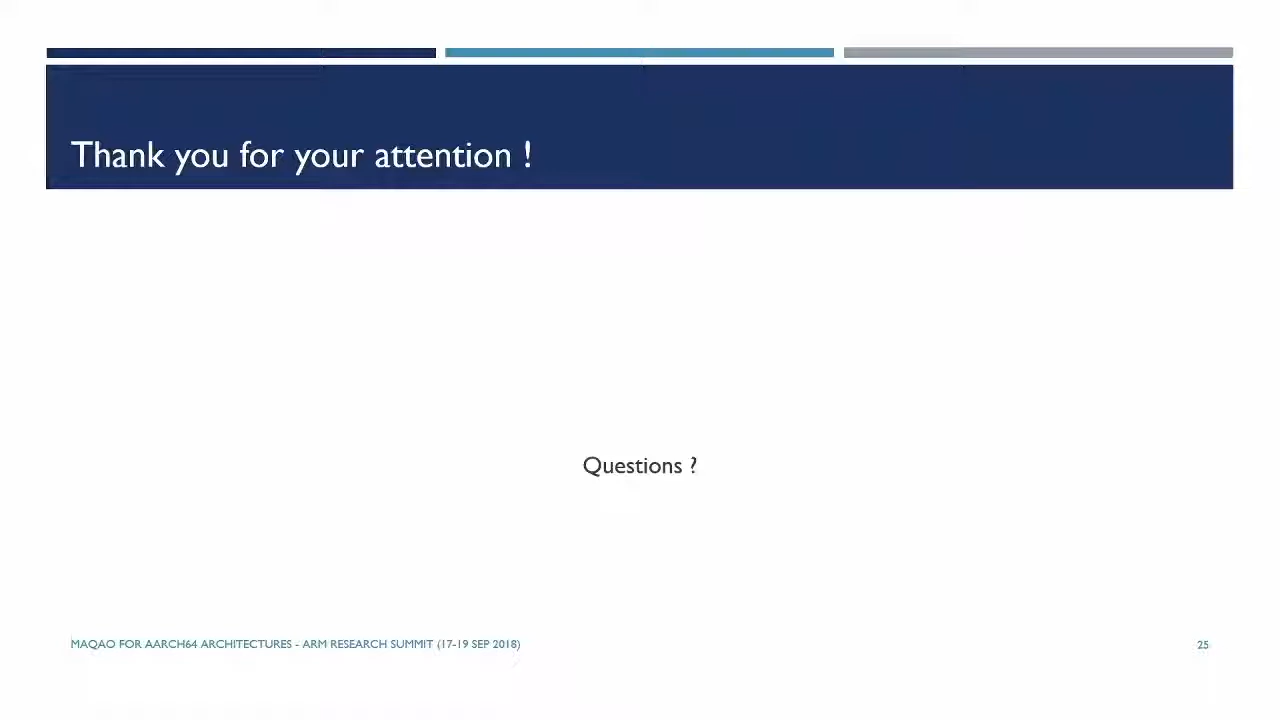 Thank you for your attention !
Questions ?
MAQAO FOR AARCH64 ARCHITECTURES - ARM RESEARCH SUMMIT (17-19 SEP 2018)
25